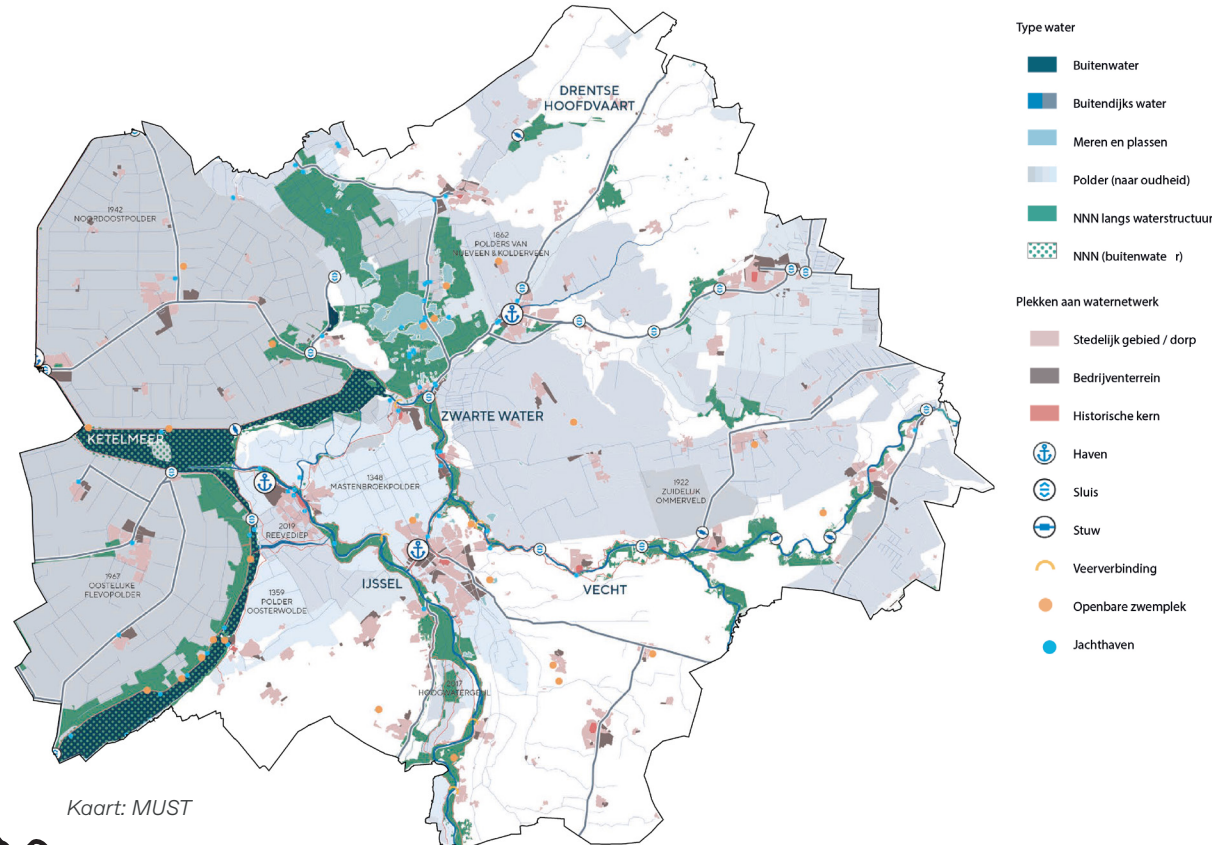 DRENTSE
HOOFDVAART
1942
NOORDOOSTPOLDER
1862
POLDERS VAN
NIJEVEEN & KOLDERVEEN
ZWARTE WATER
KETELMEER
1348
MASTENBROEKPOLDER
1922
ZUIDELIJK
OMMERVELD
2019
REEVEDIEP
1967
OOSTELIJKE
FLEVOPOLDER
IJSSEL
VECHT
1359
POLDER
OOSTERWOLDE
2017
HOOGWATERGEUL
Kaart: MUST
Type water
Buitenwater
Buitendijks water
Meren en plassen
Polder (naar oudheid)
NNN langs waterstructuur
NNN (buitenwate r)
Plekken aan waternetwerk
Stedelijk gebied / dorp
Bedrijventerrein
Historische kern
Haven
Sluis
Stuw
Veerverbinding
Openbare zwemplek
Jachthaven